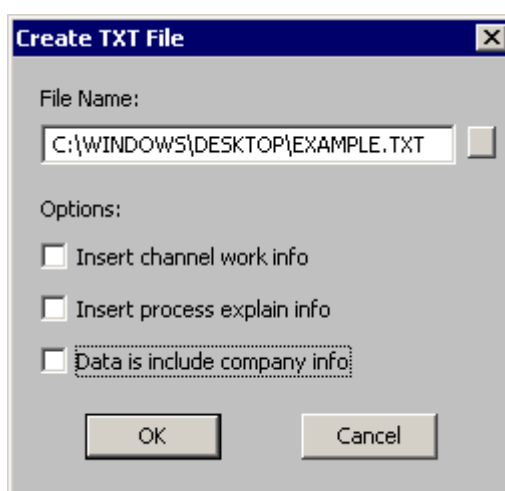 Create TXT File
File Name:
C:\WINDOWS\DESKTOP\EXAMPLE.TXT
Options:
Insert channel work info
Insert process explain info
Data is include company info
OK
Cancel